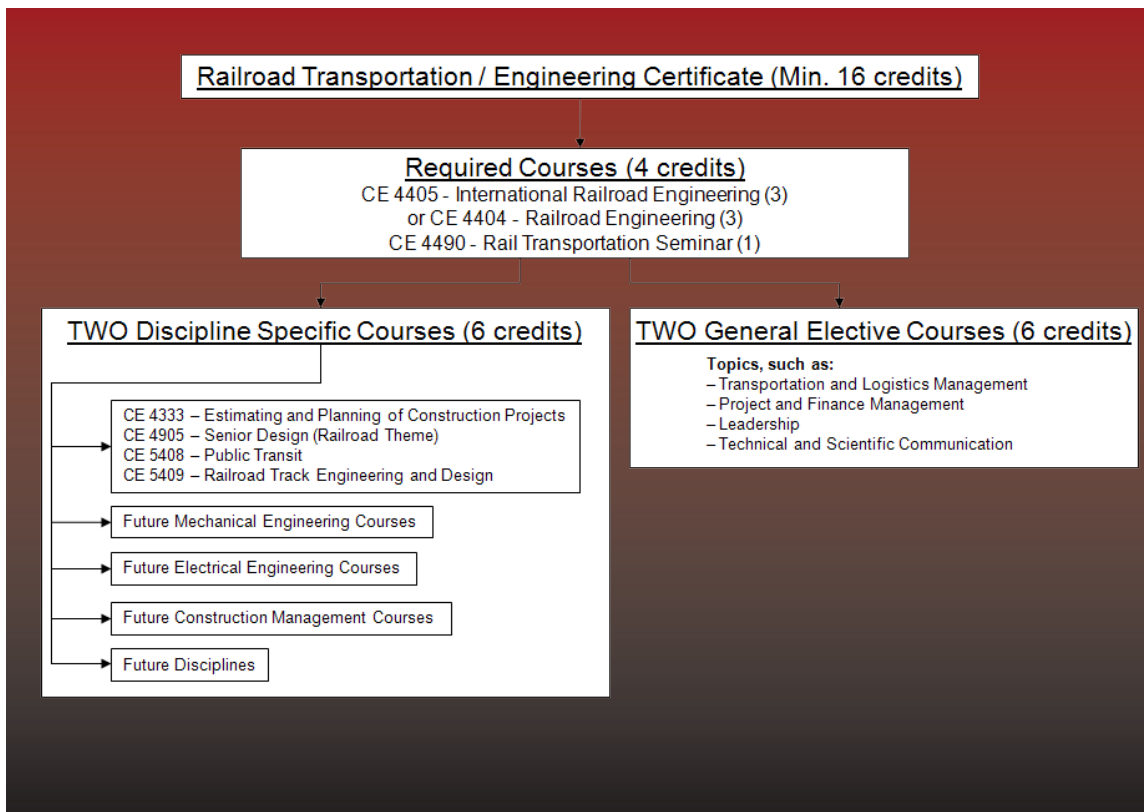 Railroad Transportation / Engineering Certificate (Min. 16 credits)
Required Courses (4 credits)
CE 4405 - International Railroad Engineering (3)
or CE 4404 - Railroad Engineering (3)
CE 4490 - Rail Transportation Seminar (1)
TWO Discipline Specific Courses (6 credits)
CE 4333 – Estimating and Planning of Construction Projects
CE 4905 – Senior Design (Railroad Theme)
CE 5408 – Public Transit
CE 5409 – Railroad Track Engineering and Design
Future Mechanical Engineering Courses
Future Electrical Engineering Courses
Future Construction Management Courses
Future Disciplines
TWO General Elective Courses (6 credits)
Topics, such as:
– Transportation and Logistics Management
– Project and Finance Management
– Leadership
– Technical and Scientific Communication